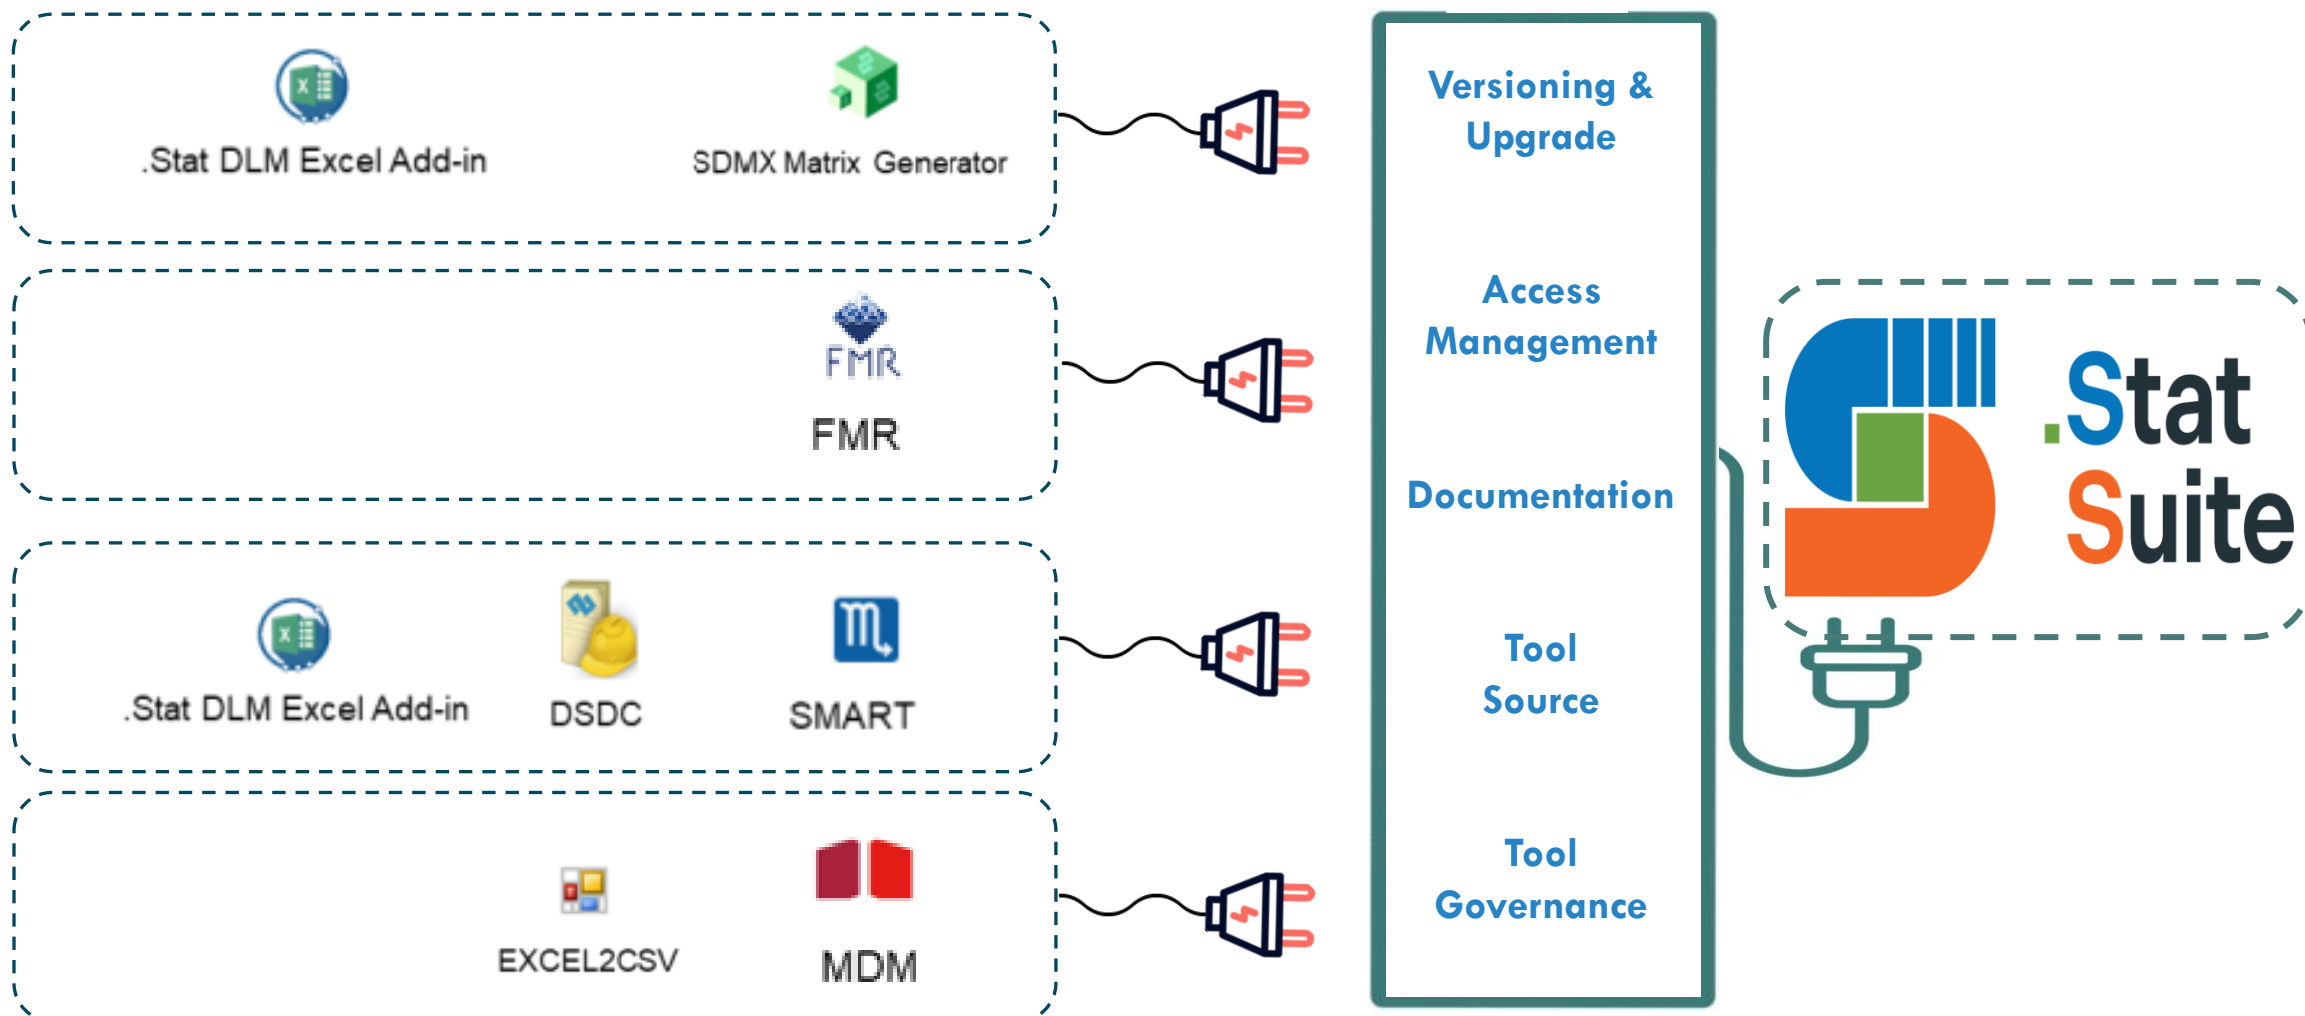 .Stat DLM Excel Add-in
SDMX Matrix Generator
FMR
FMR
.Stat DLM Excel Add-in
DSDC
SMART
EXCEL2CSV
MDM
Versioning &
Upgrade
Access
Management
Documentation
Tool
Source
Tool
Governance
.Stat
Suite